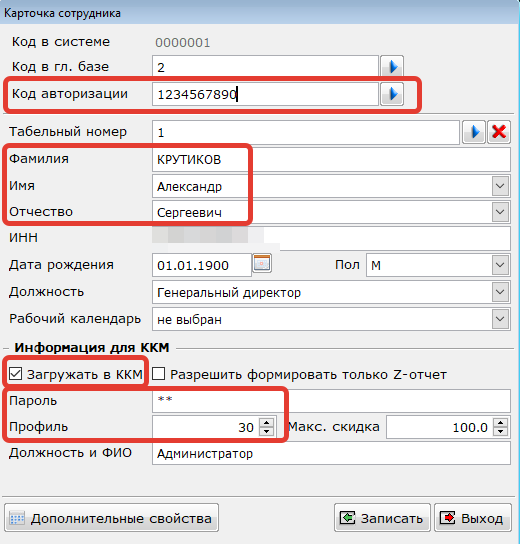 Карточка сотрудника
Код в системе 0000001
Код в гл. базе 2
Код авторизации 1234567890
Табельный номер 1
Фамилия КРУТИКОВ
Имя Александр
Отчество Сергеевич
ИНН
Дата рождения 01.01.1900 Пол М
Должность Генеральный директор
Рабочий календарь не выбран
Информация для ККМ
Загружать в ККМ Разрешить формировать только Z-отчет
Пароль **
Профиль 30 Макс. скидка 100.0
Должность и ФИО Администратор
Дополнительные свойства Записать Выход